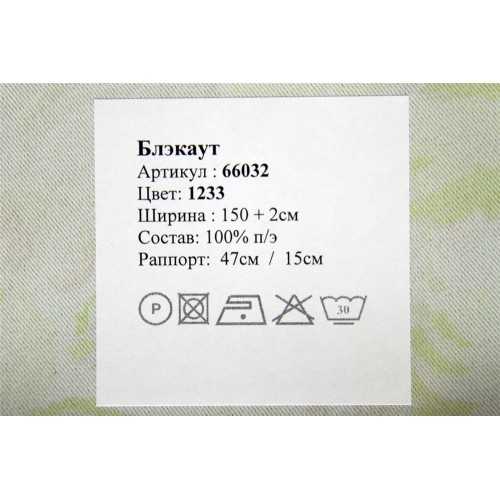 Блэкаут
Артикул : 66032
Цвет: 1233
Ширина : 150 + 2см
Состав: 100% п/э
Раппорт: 47см / 15см
P 30